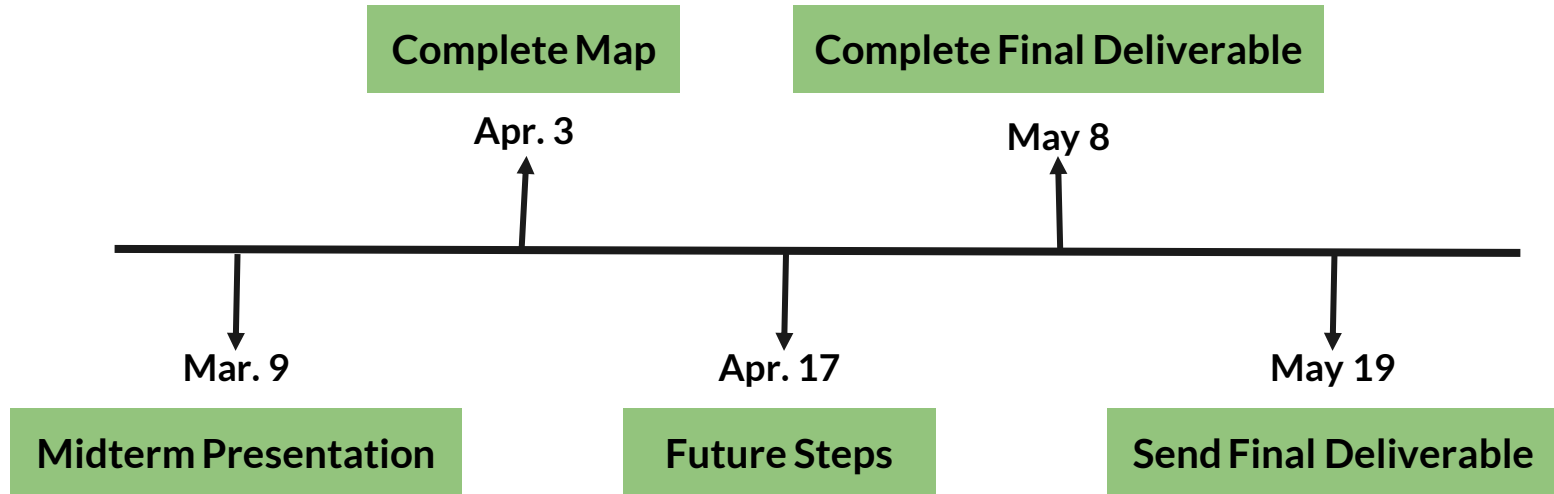 Complete Map
Complete Final Deliverable
Apr. 3
May 8
Mar. 9
Apr. 17
May 19
Midterm Presentation
Future Steps
Send Final Deliverable